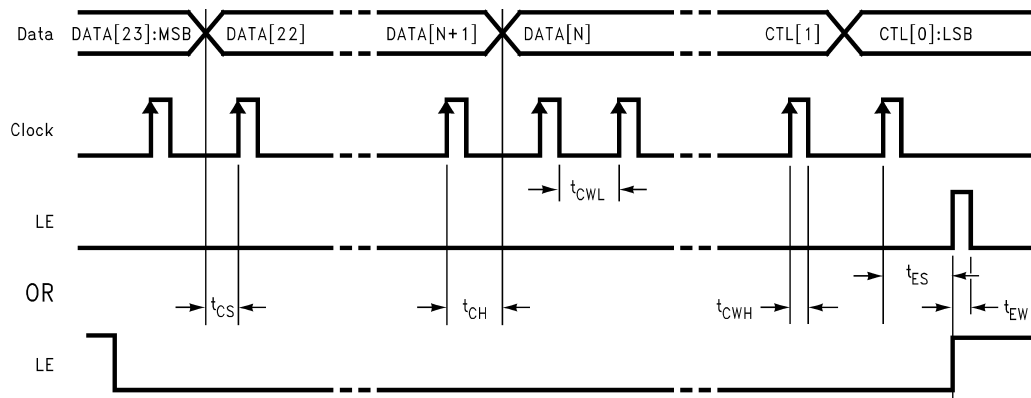 Data DATA[23]:MSB DATA[22] DATA[N+1] DATA[N] CTL[1] CTL[0]:LSB
Clock
tCWL
LE
OR
tCS tCH tCWH tES tEW
LE